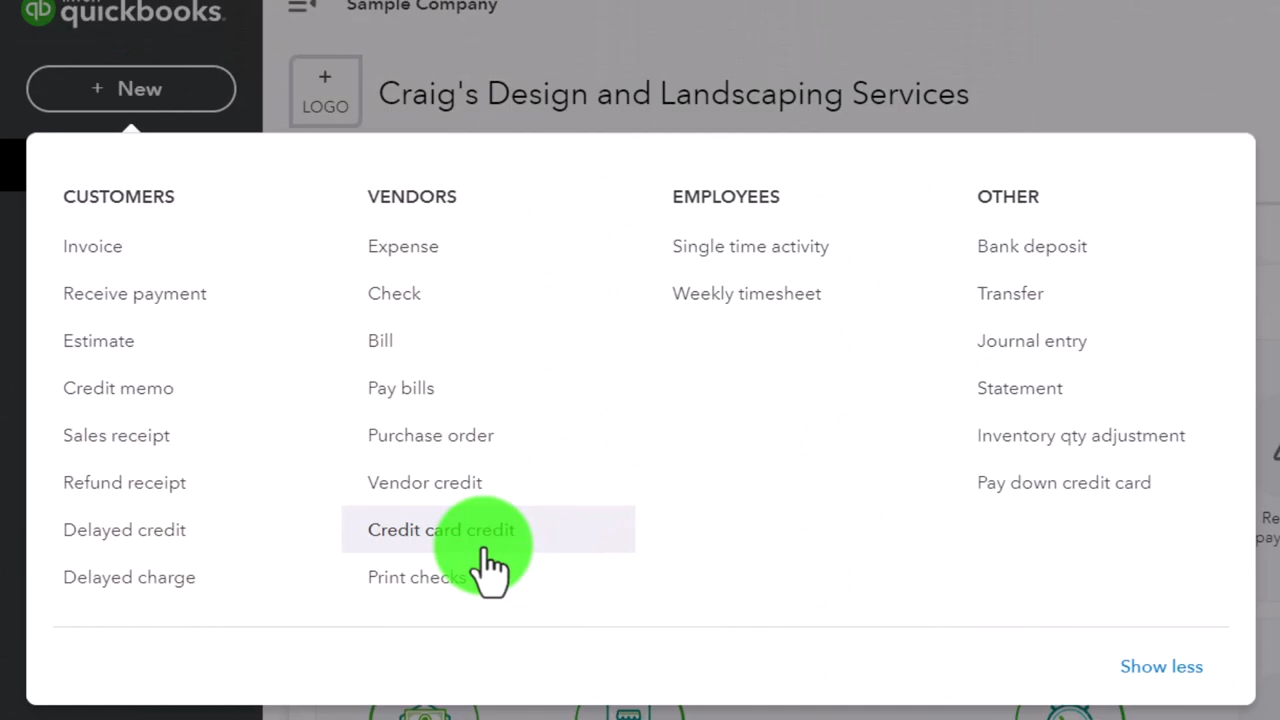 qb quickbooks.
Sample Company
+ New
+
LOGO
Craig's Design and Landscaping Services
CUSTOMERS
Invoice
Receive payment
Estimate
Credit memo
Sales receipt
Refund receipt
Delayed credit
Delayed charge
VENDORS
Expense
Check
Bill
Pay bills
Purchase order
Vendor credit
Credit card credit
Print checks
EMPLOYEES
Single time activity
Weekly timesheet
OTHER
Bank deposit
Transfer
Journal entry
Statement
Inventory qty adjustment
Pay down credit card
Show less